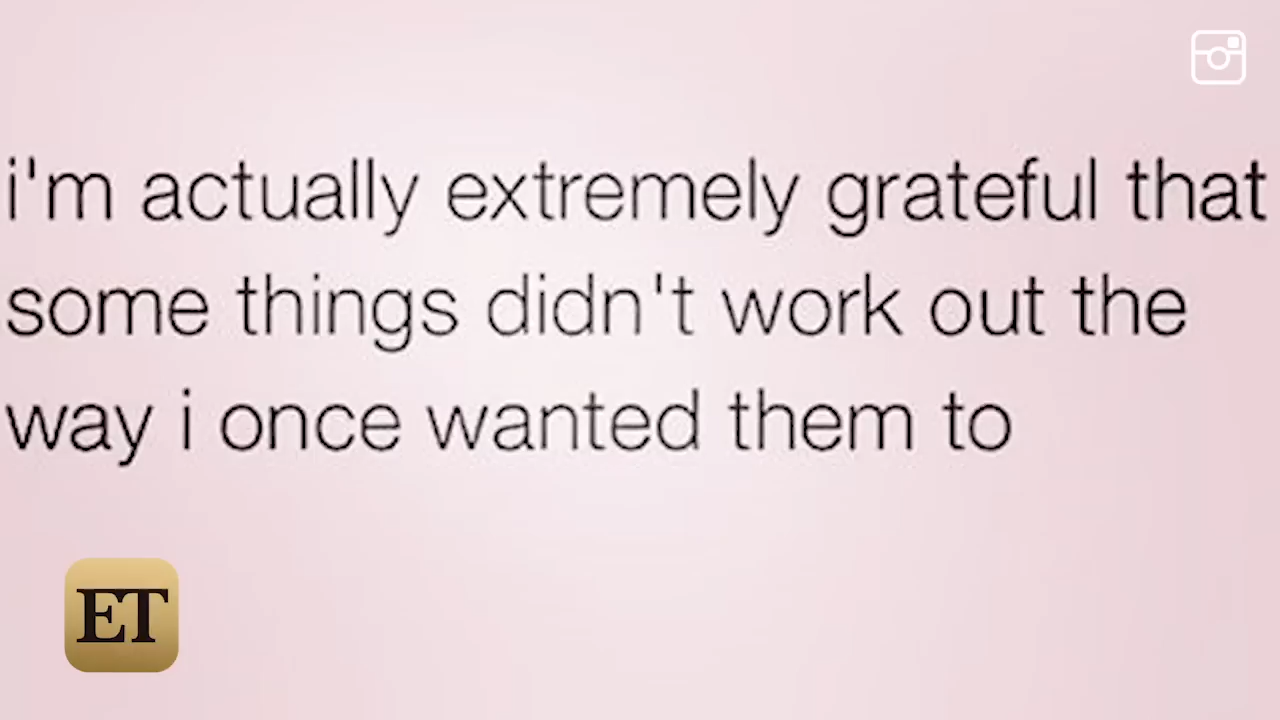 i'm actually extremely grateful that
some things didn't work out the
way i once wanted them to
ET